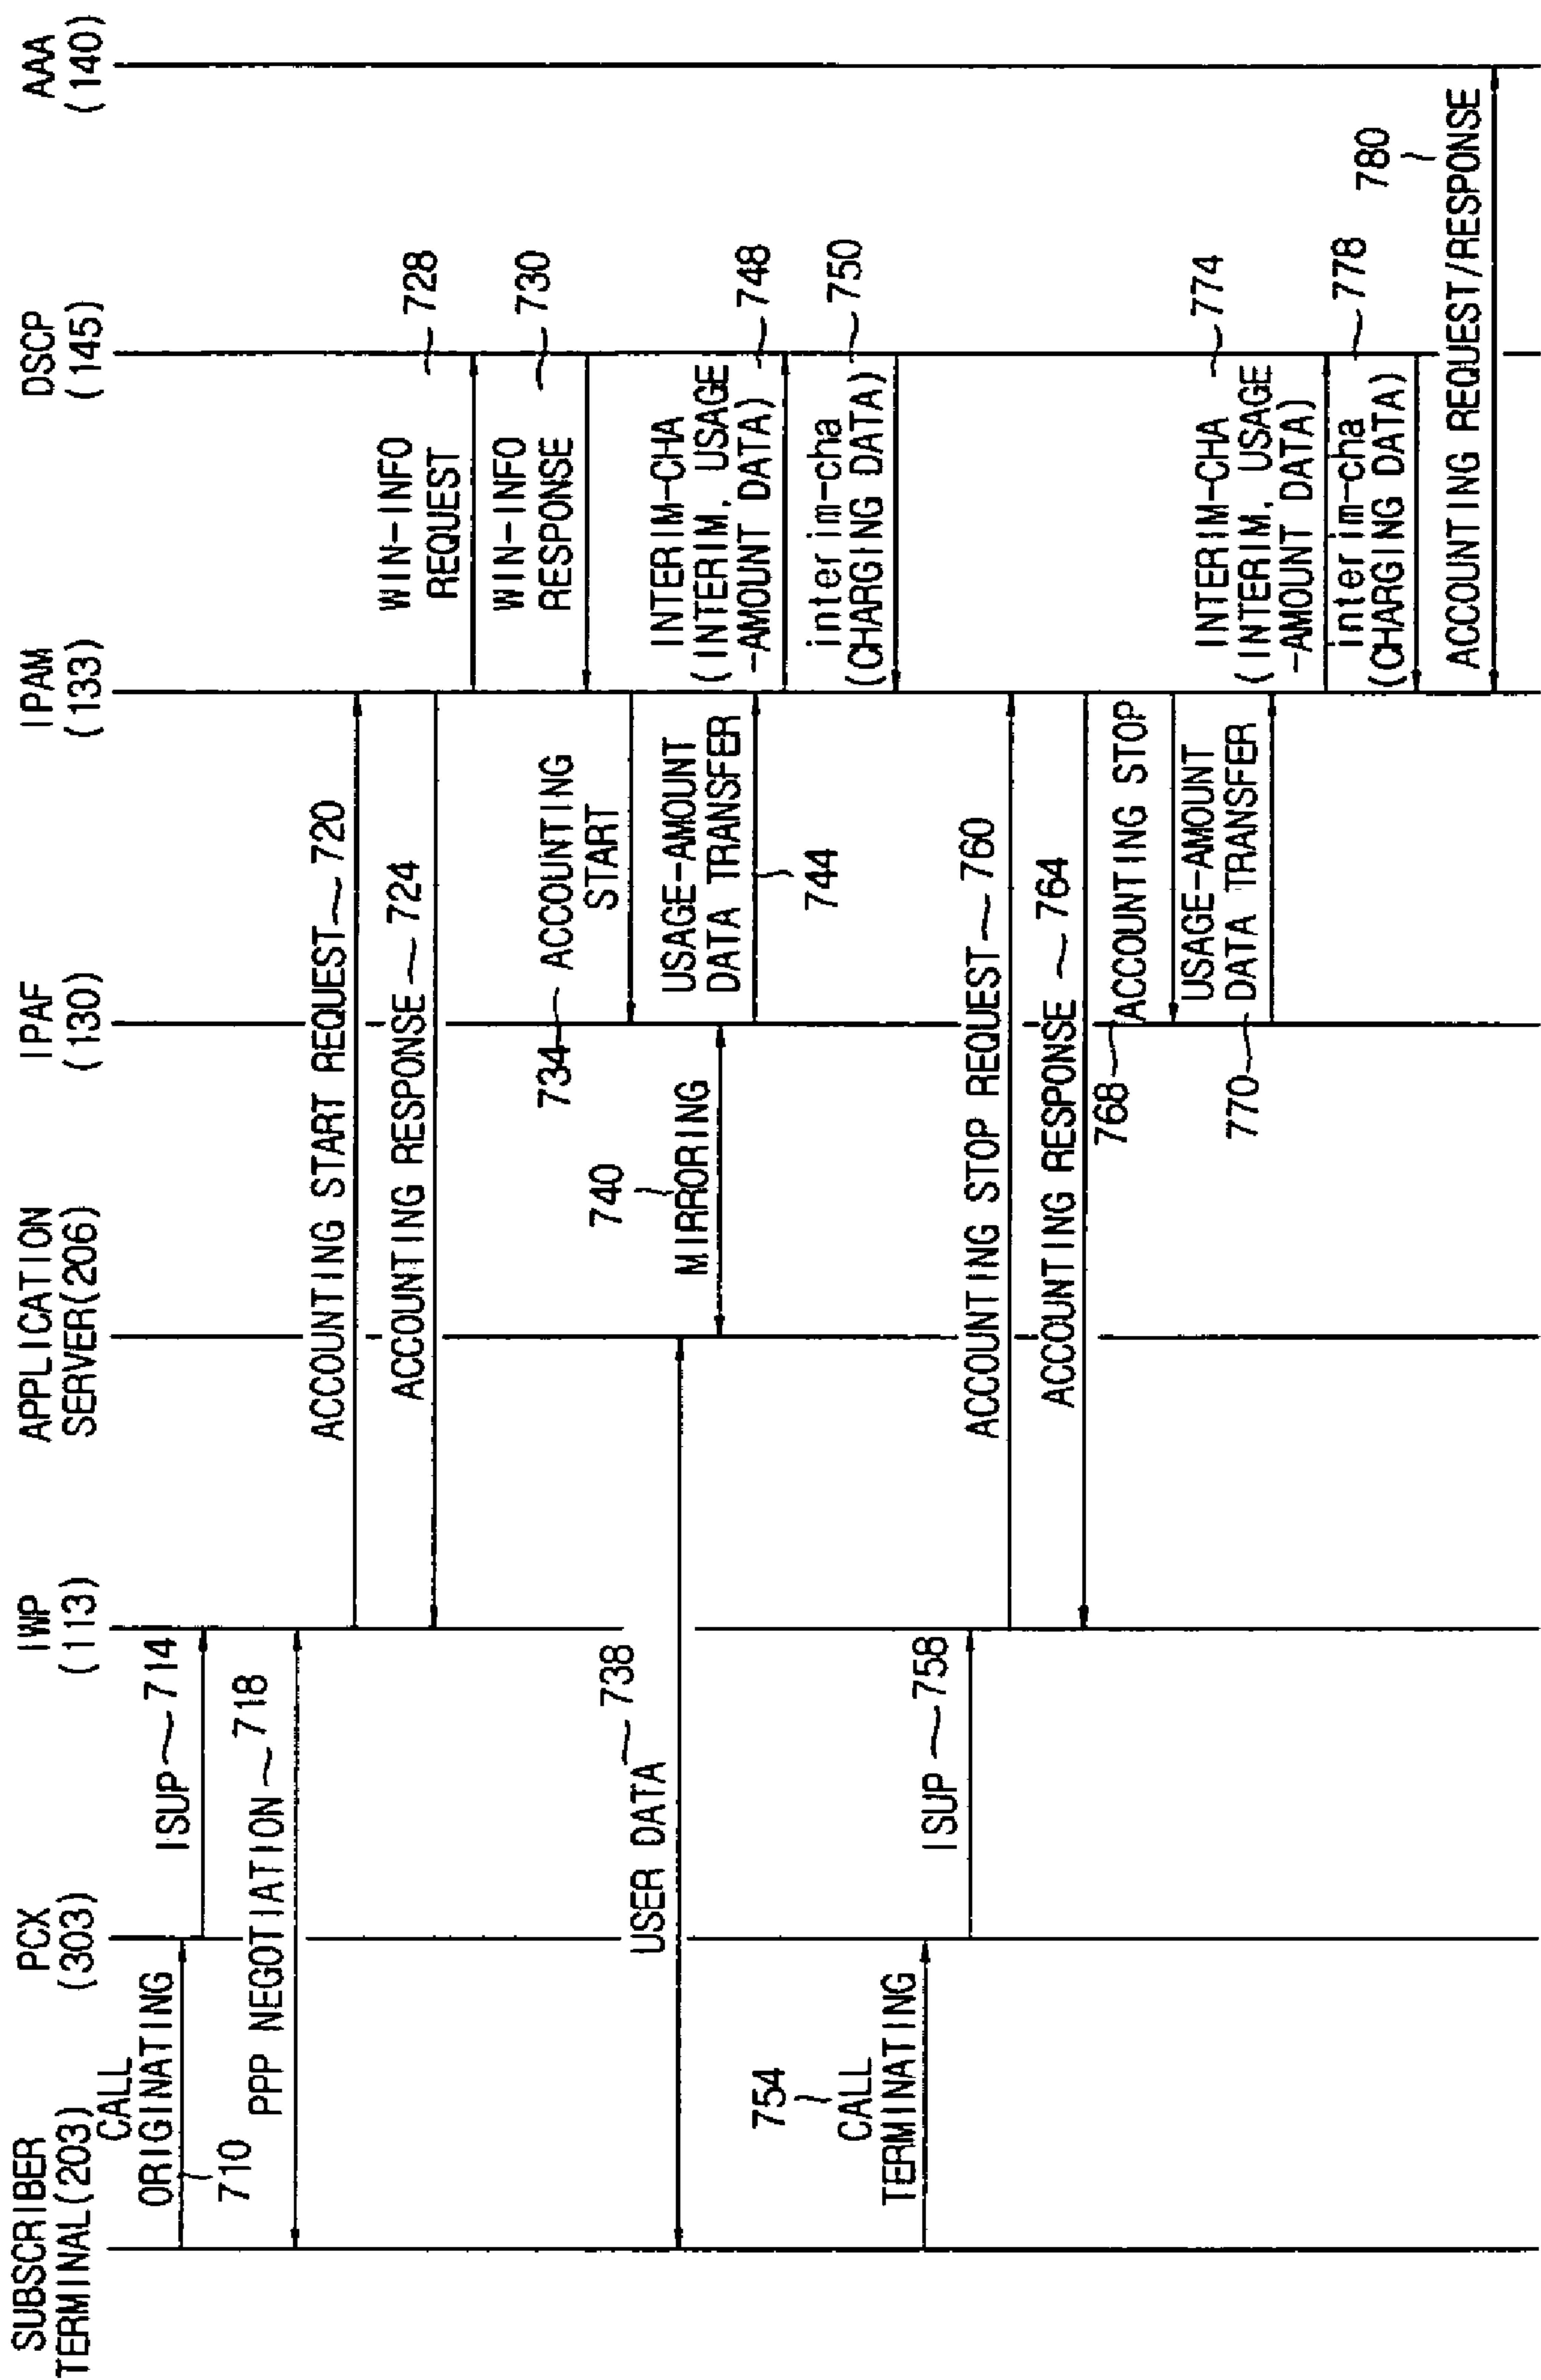 SUBSCRIBER
TERMINAL(203)
PCX
(303)
IWP
(113)
APPLICATION
SERVER(206)
IPAF
(130)
IPAM
(133)
DSCP
(145)
AAA
(140)
CALL
ORIGINATING
710
ISUP
714
PPP NEGOTIATION
718
ACCOUNTING START REQUEST
720
ACCOUNTING RESPONSE
724
WIN-INFO
REQUEST
728
WIN-INFO
RESPONSE
730
734
ACCOUNTING
START
USER DATA
738
740
MIRRORING
USAGE-AMOUNT
DATA TRANSFER
744
INTERIM-CHA
(INTERIM, USAGE
-AMOUNT DATA)
748
interim-cha
(CHARGING DATA)
750
754
CALL
TERMINATING
ISUP
758
ACCOUNTING STOP REQUEST
760
ACCOUNTING RESPONSE
764
768
ACCOUNTING STOP
USAGE-AMOUNT
DATA TRANSFER
770
INTERIM-CHA
(INTERIM, USAGE
-AMOUNT DATA)
774
interim-cha
(CHARGING DATA)
778
780
ACCOUNTING REQUEST/RESPONSE